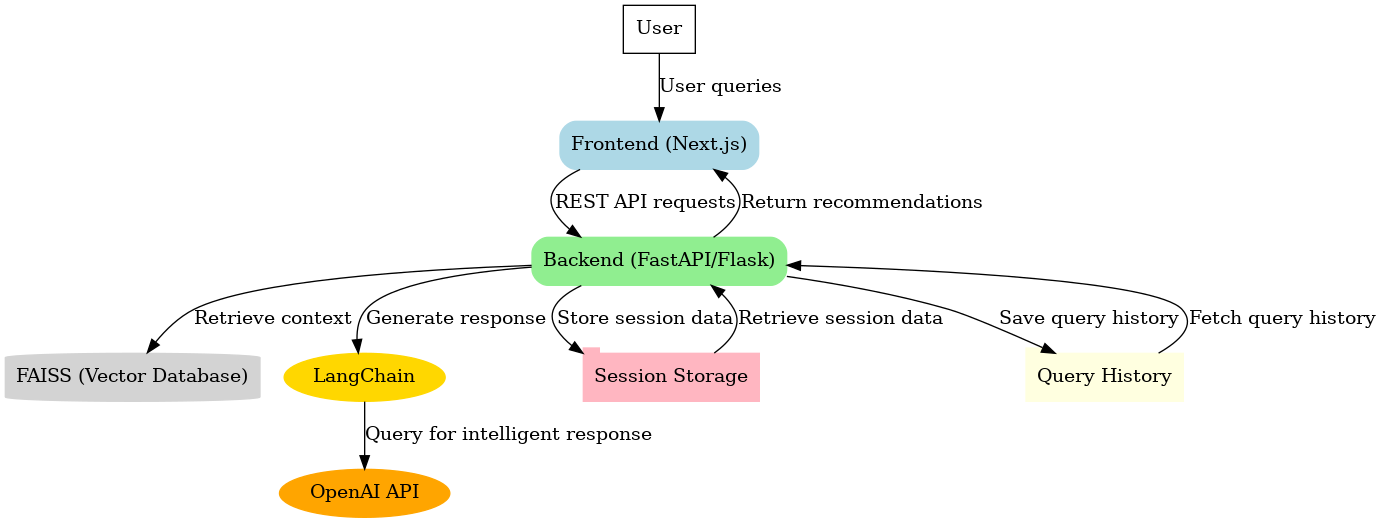 User
User queries
Frontend (Next.js)
REST API requests
Return recommendations
Backend (FastAPI/Flask)
Retrieve context
Generate response
Store session data
Retrieve session data
Save query history
Fetch query history
FAISS (Vector Database)
LangChain
Session Storage
Query History
Query for intelligent response
OpenAI API